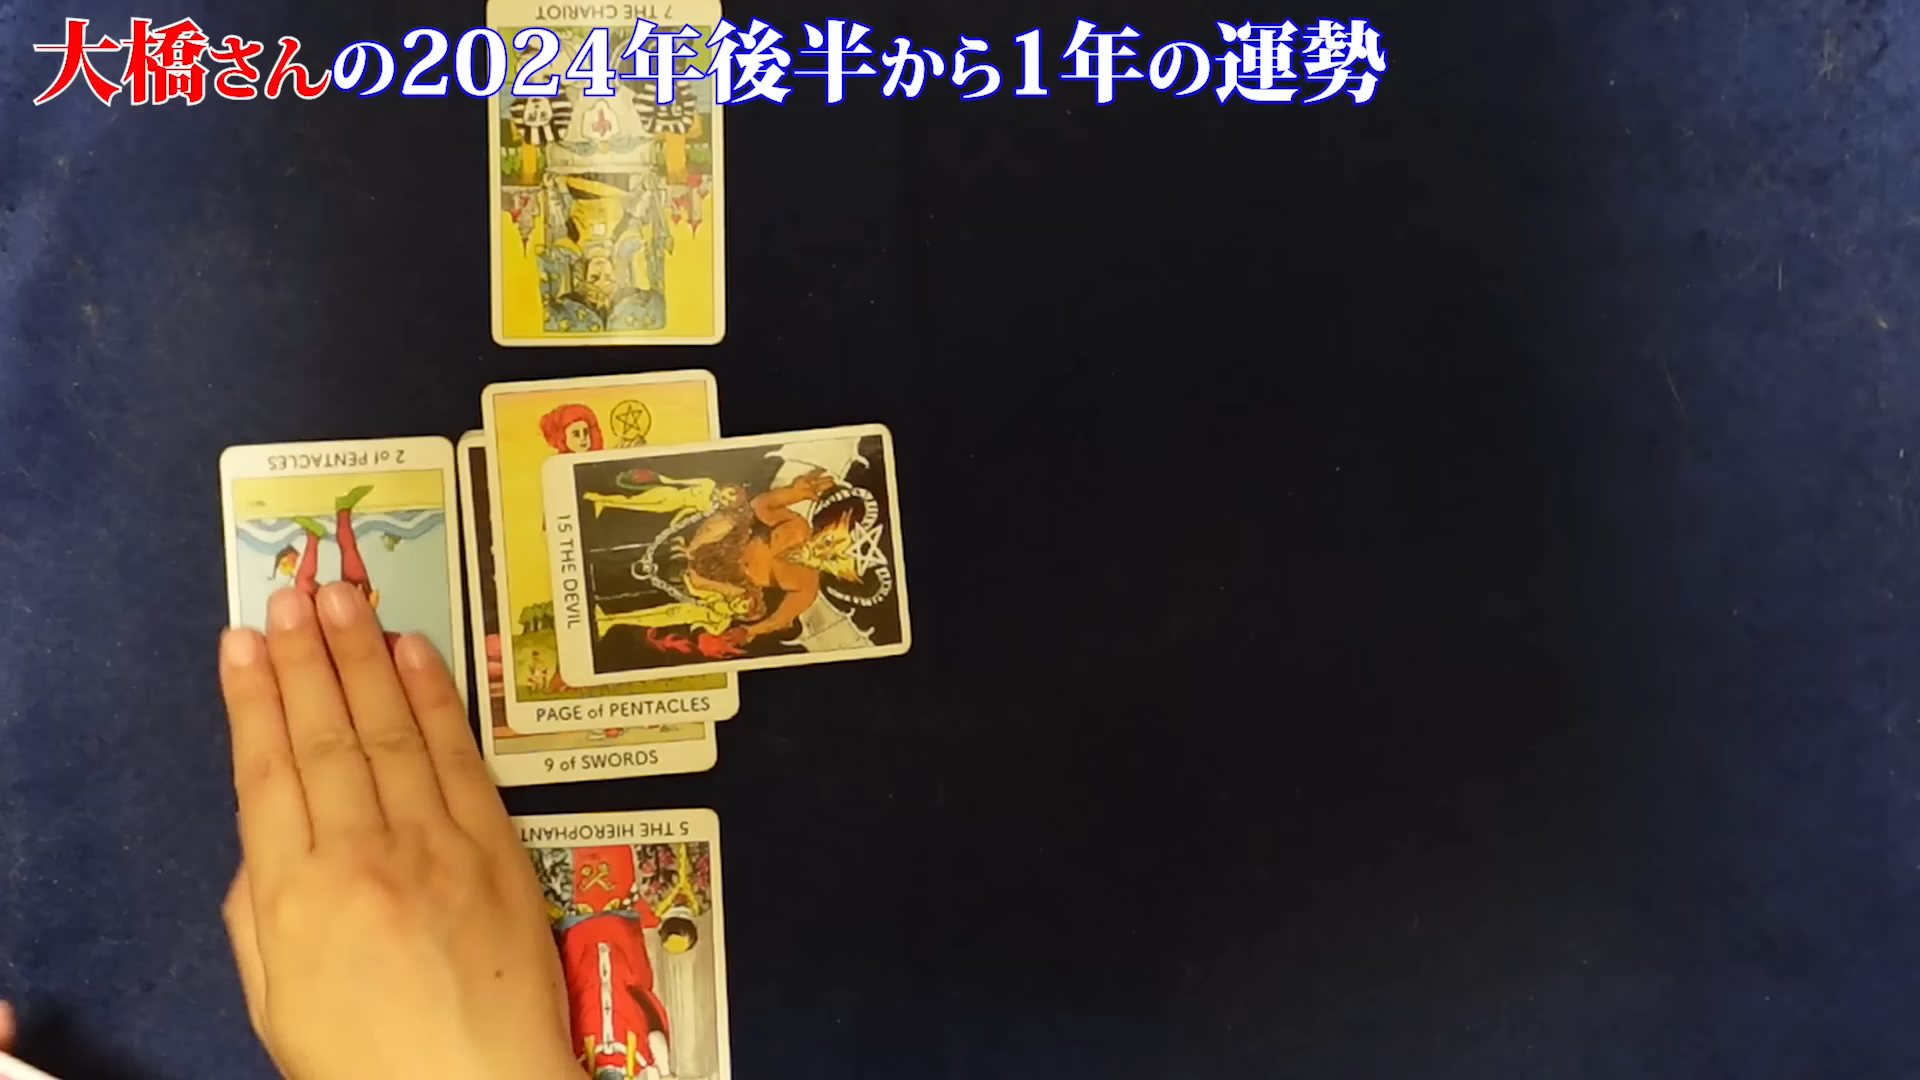 7 THE CHARIOT
大橋さんの2024年後半から1年の運勢
2 of PENTACLES
15 THE DEVIL
PAGE of PENTACLES
9 of SWORDS
5 THE HIEROPHANT